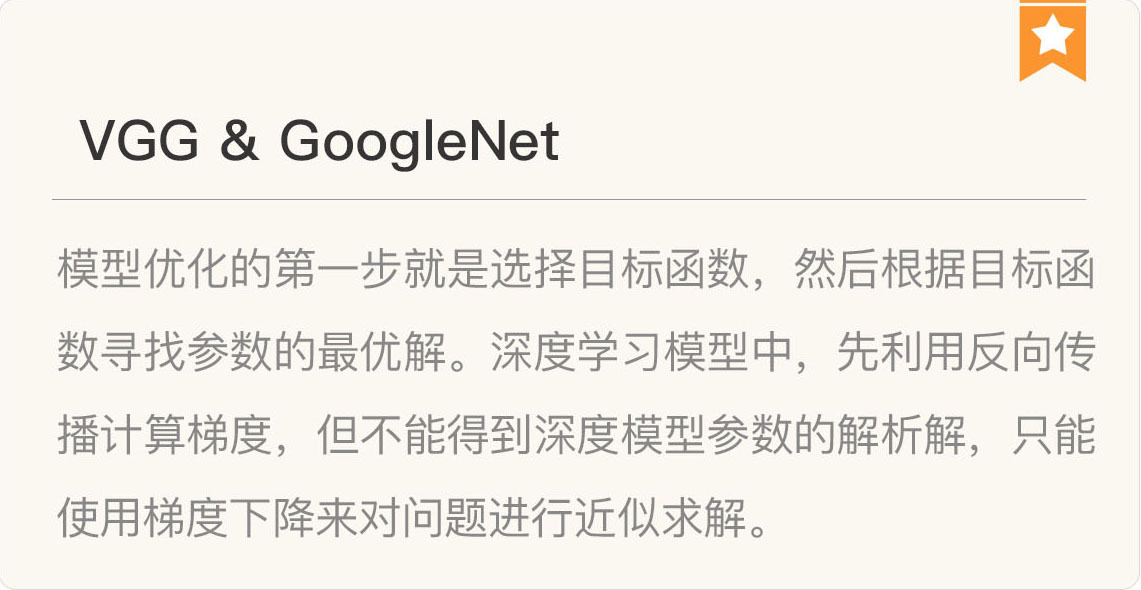 VGG & GoogleNet
模型优化的第一步就是选择目标函数，然后根据目标函
数寻找参数的最优解。深度学习模型中，先利用反向传
播计算梯度，但不能得到深度模型参数的解析解，只能
使用梯度下降来对问题进行近似求解。